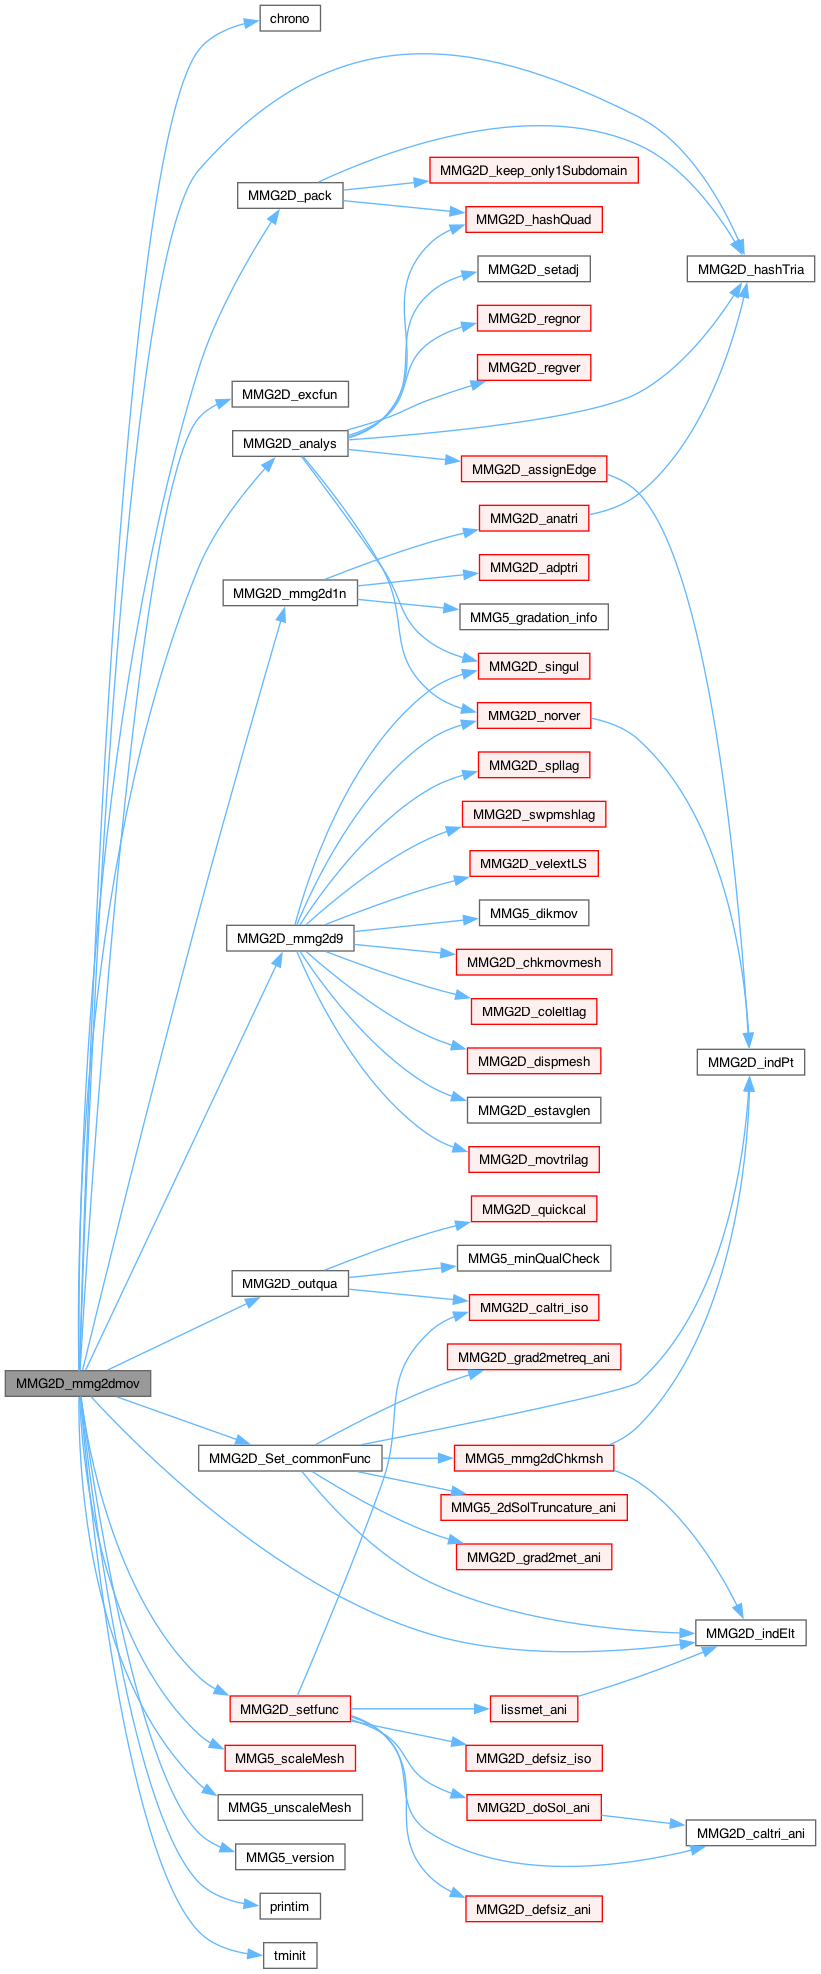 chrono
MMG2D_keep_only1Subdomain
MMG2D_pack
MMG2D_hashQuad
MMG2D_setadj
MMG2D_hashTria
MMG2D_regnor
MMG2D_regver
MMG2D_excfun
MMG2D_analys
MMG2D_assignEdge
MMG2D_anatri
MMG2D_adptri
MMG2D_mmg2d1n
MMG5_gradation_info
MMG2D_singul
MMG2D_norver
MMG2D_spllag
MMG2D_swpmshlag
MMG2D_velextLS
MMG5_dikmov
MMG2D_mmg2d9
MMG2D_chkmovmesh
MMG2D_coleltlag
MMG2D_dispmesh
MMG2D_indPt
MMG2D_estavglen
MMG2D_movtrilag
MMG2D_quickcal
MMG5_minQualCheck
MMG2D_outqua
MMG2D_caltri_iso
MMG2D_grad2metreq_ani
MMG2D_mmg2dmov
MMG2D_Set_commonFunc
MMG5_mmg2dChkmsh
MMG5_2dSolTruncature_ani
MMG2D_grad2met_ani
MMG2D_indElt
MMG2D_setfunc
lissmet_ani
MMG5_scaleMesh
MMG2D_defsiz_iso
MMG5_unscaleMesh
MMG2D_doSol_ani
MMG2D_caltri_ani
MMG5_version
printim
MMG2D_defsiz_ani
tminit